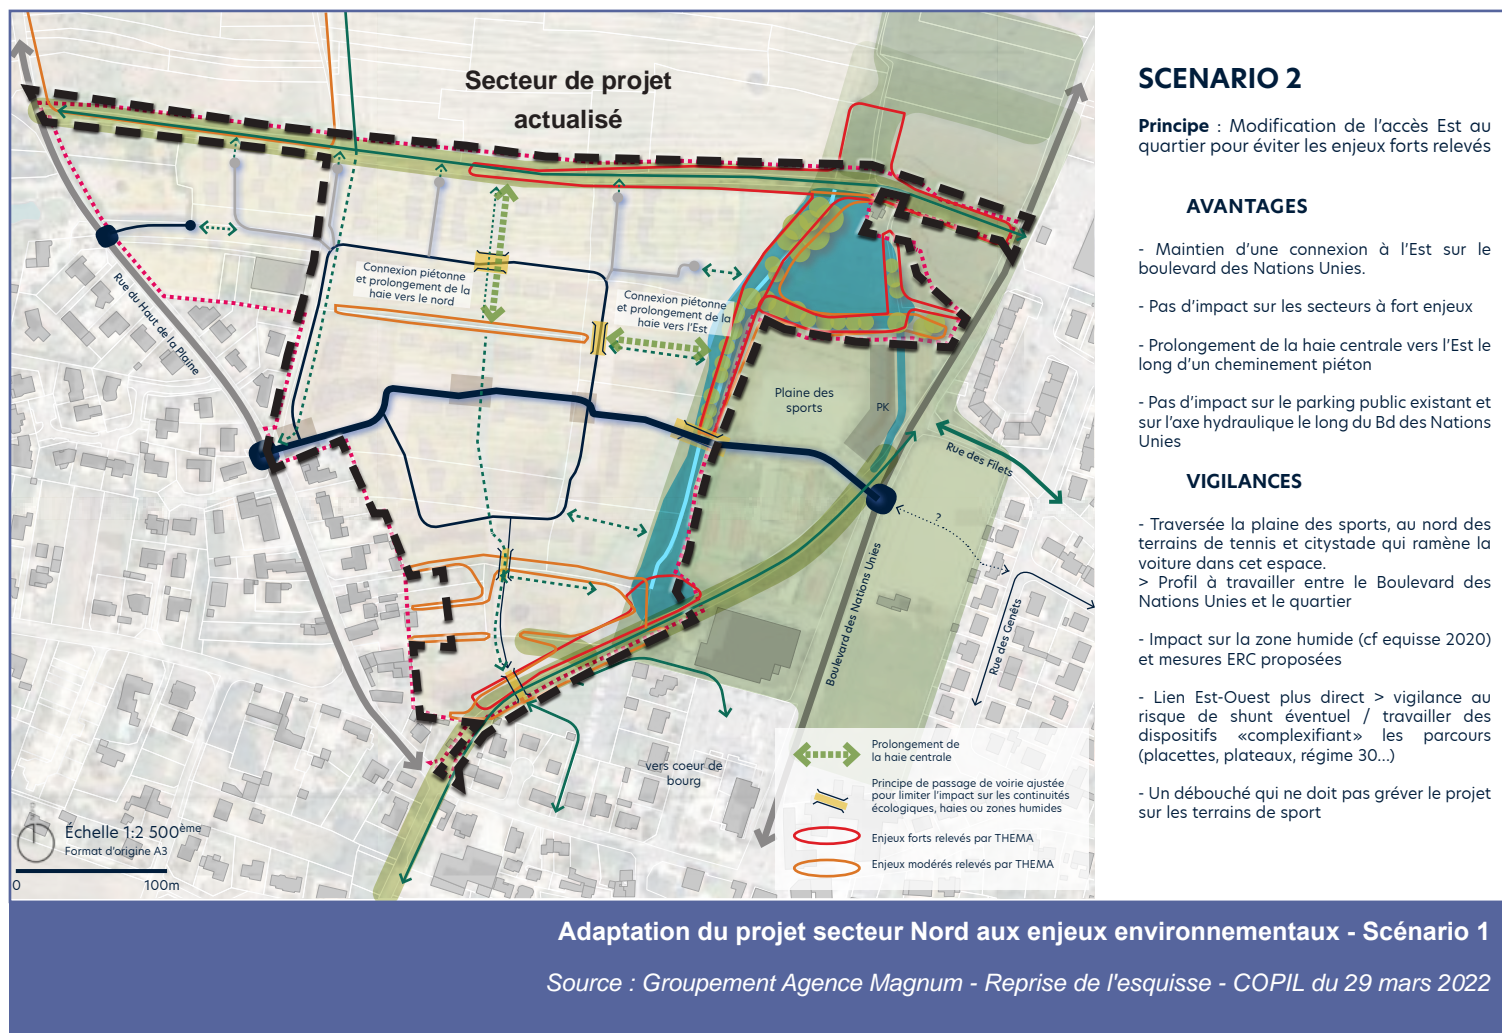 Secteur de projet
actualisé
Connexion piétonne
et prolongement de la
haie vers le nord
Connexion piétonne
et prolongement de la
haie vers l'Est
Rue du Haut de la Plaine
Plaine des
sports
PK
Rue des Filets
?
Boulevard des Nations Unies
Rue des Genêts
vers coeur de
bourg
Échelle 1:2 500ème
Format d'origine A3
0 100m
Prolongement de
la haie centrale
Principe de passage de voirie ajustée
pour limiter l'impact sur les continuités
écologiques, haies ou zones humides
Enjeux forts relevés par THEMA
Enjeux modérés relevés par THEMA
SCENARIO 2
Principe : Modification de l'accès Est au
quartier pour éviter les enjeux forts relevés
AVANTAGES
- Maintien d'une connexion à l'Est sur le
boulevard des Nations Unies.
- Pas d'impact sur les secteurs à fort enjeux
- Prolongement de la haie centrale vers l'Est le
long d'un cheminement piéton
- Pas d'impact sur le parking public existant et
sur l'axe hydraulique le long du Bd des Nations
Unies
VIGILANCES
- Traversée la plaine des sports, au nord des
terrains de tennis et citystade qui ramène la
voiture dans cet espace.
> Profil à travailler entre le Boulevard des
Nations Unies et le quartier
- Impact sur la zone humide (cf equisse 2020)
et mesures ERC proposées
- Lien Est-Ouest plus direct > vigilance au
risque de shunt éventuel / travailler des
dispositifs «complexifiant» les parcours
(placettes, plateaux, régime 30...)
- Un débouché qui ne doit pas gréver le projet
sur les terrains de sport
Adaptation du projet secteur Nord aux enjeux environnementaux - Scénario 1
Source : Groupement Agence Magnum - Reprise de l'esquisse - COPIL du 29 mars 2022